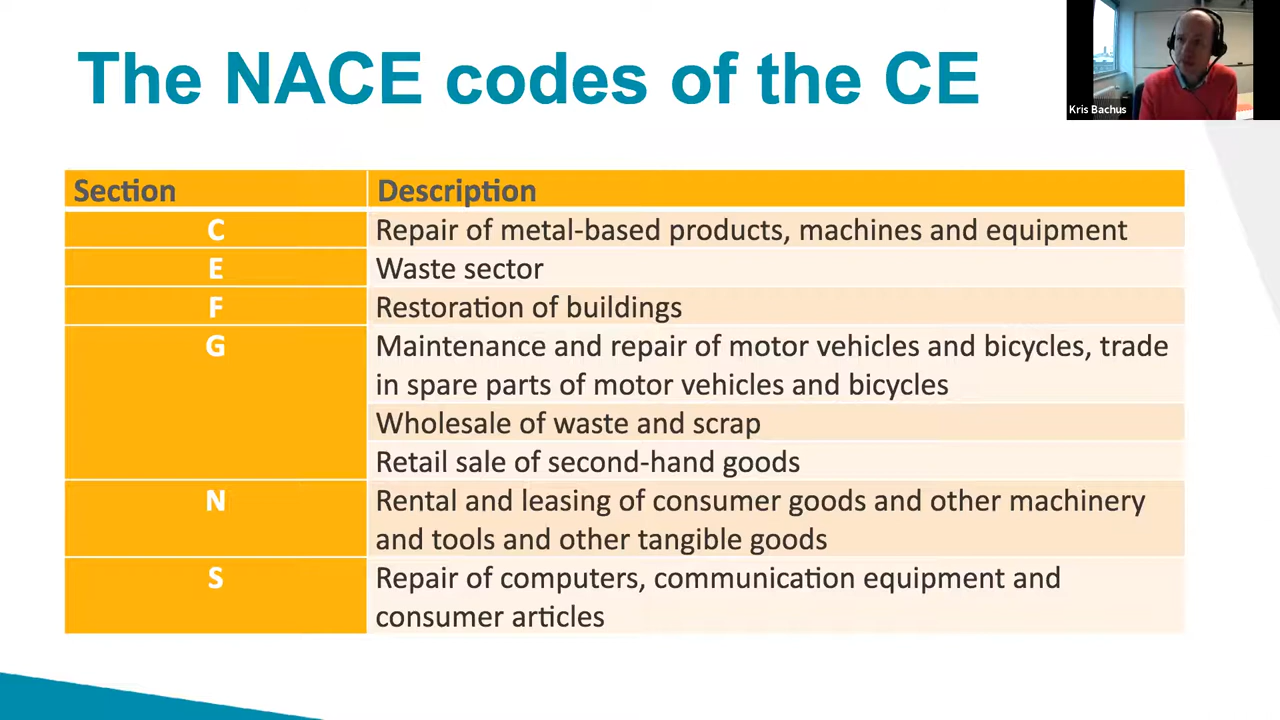 The NACE codes of the CE
Kris Bachus
Section Description
C Repair of metal-based products, machines and equipment
E Waste sector
F Restoration of buildings
G Maintenance and repair of motor vehicles and bicycles, trade
in spare parts of motor vehicles and bicycles
Wholesale of waste and scrap
Retail sale of second-hand goods
N Rental and leasing of consumer goods and other machinery
and tools and other tangible goods
S Repair of computers, communication equipment and
consumer articles